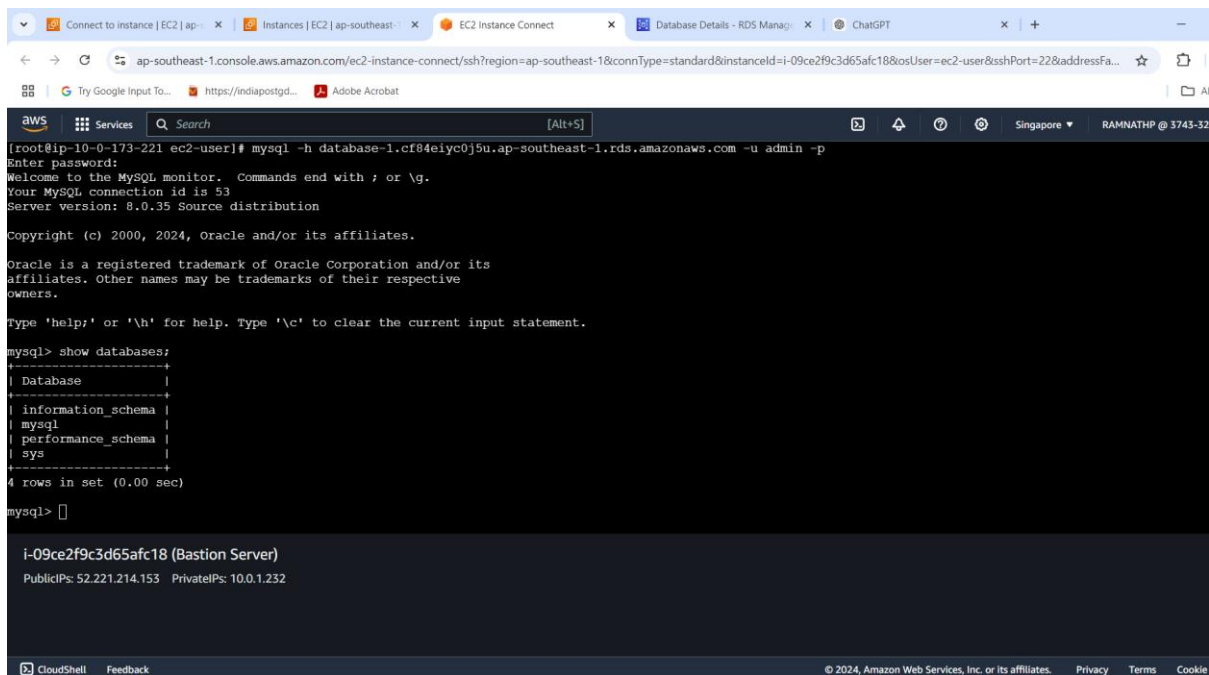 Connect to instance | EC2 | ap-s
Instances | EC2 | ap-southeast-1
EC2 Instance Connect
Database Details - RDS Manag
ChatGPT
ap-southeast-1.console.aws.amazon.com/ec2-instance-connect/ssh?region=ap-southeast-1&connType=standard&instanceId=i-09ce2f9c3d65afc18&osUser=ec2-user&sshPort=22&addressFa...
Try Google Input To...
https://indiapostgd...
Adobe Acrobat
aws
Services
Search
[Alt+S]
Singapore
RAMNATHP @ 3743-32
[root@ip-10-0-173-221 ec2-user]# mysql -h database-1.cf84eiyc0j5u.ap-southeast-1.rds.amazonaws.com -u admin -p
Enter password:
Welcome to the MySQL monitor.  Commands end with ; or \g.
Your MySQL connection id is 53
Server version: 8.0.35 Source distribution
Copyright (c) 2000, 2024, Oracle and/or its affiliates.
Oracle is a registered trademark of Oracle Corporation and/or its
affiliates. Other names may be trademarks of their respective
owners.
Type 'help;' or '\h' for help. Type '\c' to clear the current input statement.
mysql> show databases;
+--------------------+
| Database           |
+--------------------+
| information_schema |
| mysql              |
| performance_schema |
| sys                |
+--------------------+
4 rows in set (0.00 sec)
mysql>
i-09ce2f9c3d65afc18 (Bastion Server)
PublicIPs: 52.221.214.153 PrivateIPs: 10.0.1.232
CloudShell
Feedback
© 2024, Amazon Web Services, Inc. or its affiliates.
Privacy
Terms
Cookie